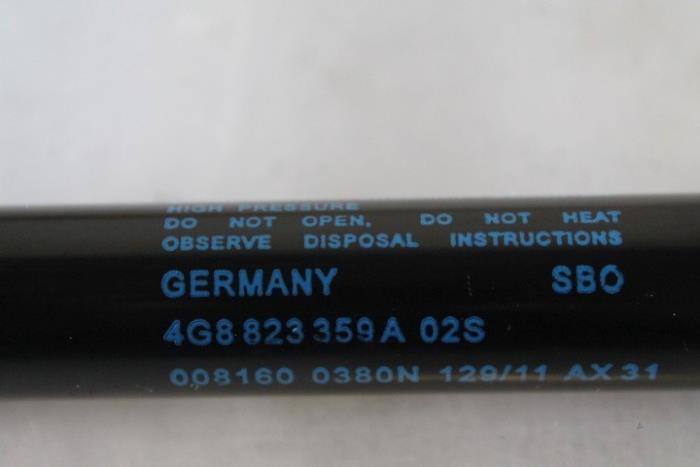 HIGH PRESSURE
DO NOT OPEN, DO NOT HEAT
OBSERVE DISPOSAL INSTRUCTIONS
GERMANY SBO
4G8 823 359 A 02S
008160 0380N 129/11 AX 31